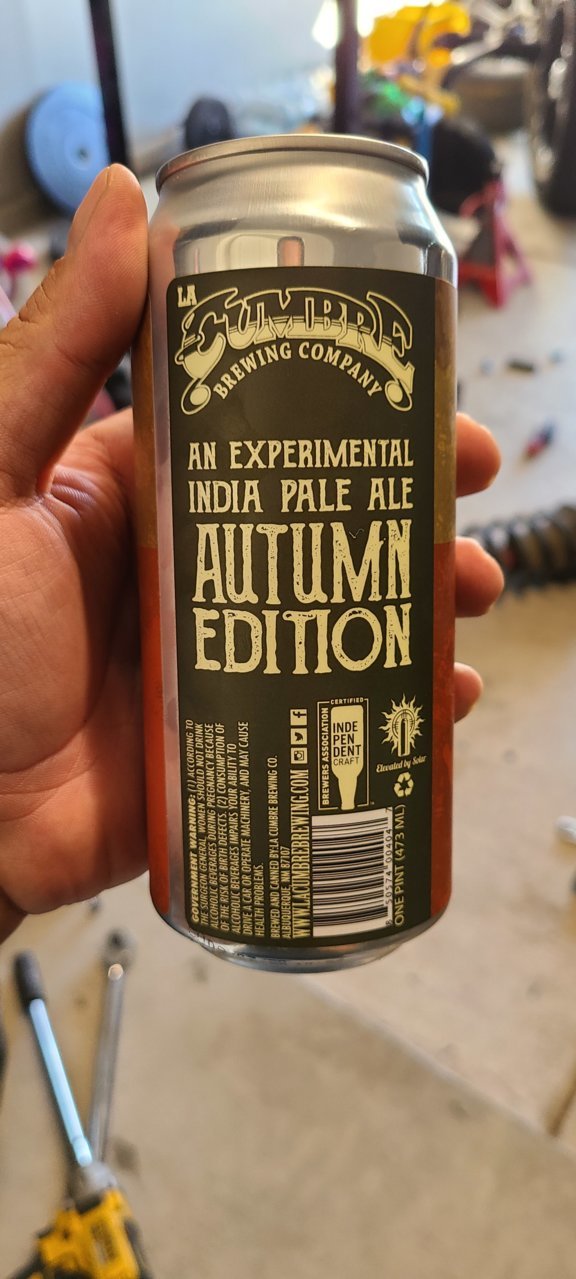 LA
CUMBRE
BREWING COMPANY
AN EXPERIMENTAL
INDIA PALE ALE
AUTUMN
EDITION
GOVERNMENT WARNING: (1) ACCORDING TO
THE SURGEON GENERAL, WOMEN SHOULD NOT DRINK
ALCOHOLIC BEVERAGES DURING PREGNANCY BECAUSE
OF THE RISK OF BIRTH DEFECTS. (2) CONSUMPTION OF
ALCOHOLIC BEVERAGES IMPAIRS YOUR ABILITY TO
DRIVE A CAR OR OPERATE MACHINERY, AND MAY CAUSE
HEALTH PROBLEMS.
BREWED AND CANNED BY:LA CUMBRE BREWING CO.
ALBUQUERQUE, NM 87107
WWW.LACUMBREBREWING.COM
BREWERS ASSOCIATION
CERTIFIED
INDE
PEN
DENT
CRAFT
TM
Elevated by Solar
8 50574 00404
ONE PINT (473 ML)